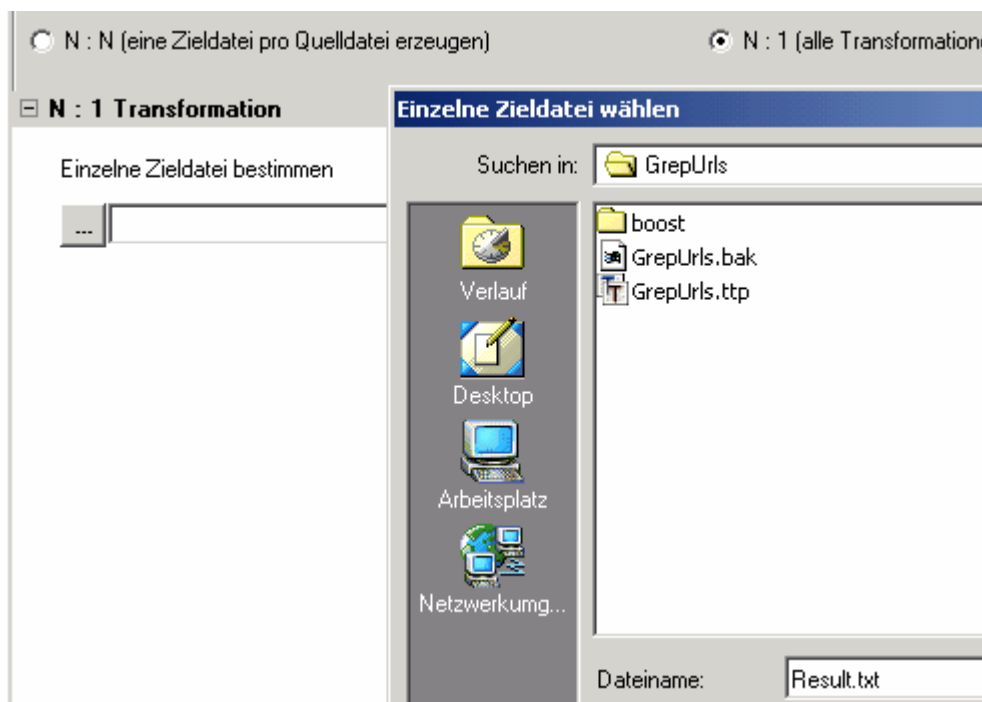 N : N (eine Zieldatei pro Quelldatei erzeugen)
N : 1 (alle Transformatione
N : 1 Transformation
Einzelne Zieldatei bestimmen
...
Einzelne Zieldatei wählen
Suchen in:
GrepUrls
Verlauf
Desktop
Arbeitsplatz
Netzwerkumg...
boost
GrepUrls.bak
GrepUrls.ttp
Dateiname:
Result.txt